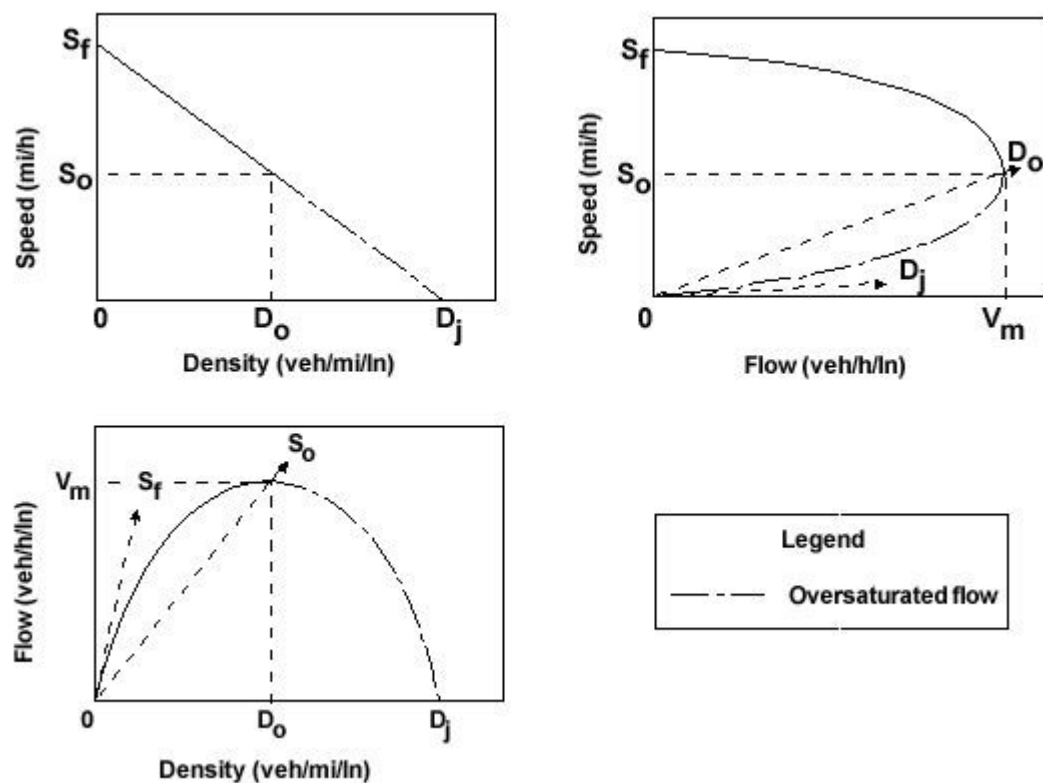 Sf
So
Speed (mi/h)
0
Do
Dj
Density (veh/mi/ln)
Sf
So
Speed (mi/h)
Do
Dj
0
Vm
Flow (veh/h/ln)
So
Vm
Sf
Flow (veh/h/ln)
0
Do
Dj
Density (veh/mi/ln)
Legend
Oversaturated flow